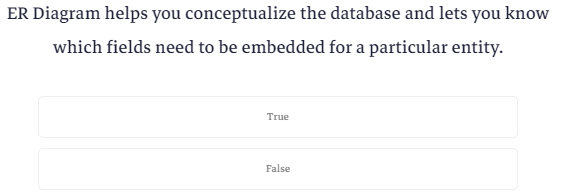 ER Diagram helps you conceptualize the database and lets you know
which fields need to be embedded for a particular entity.
True
False